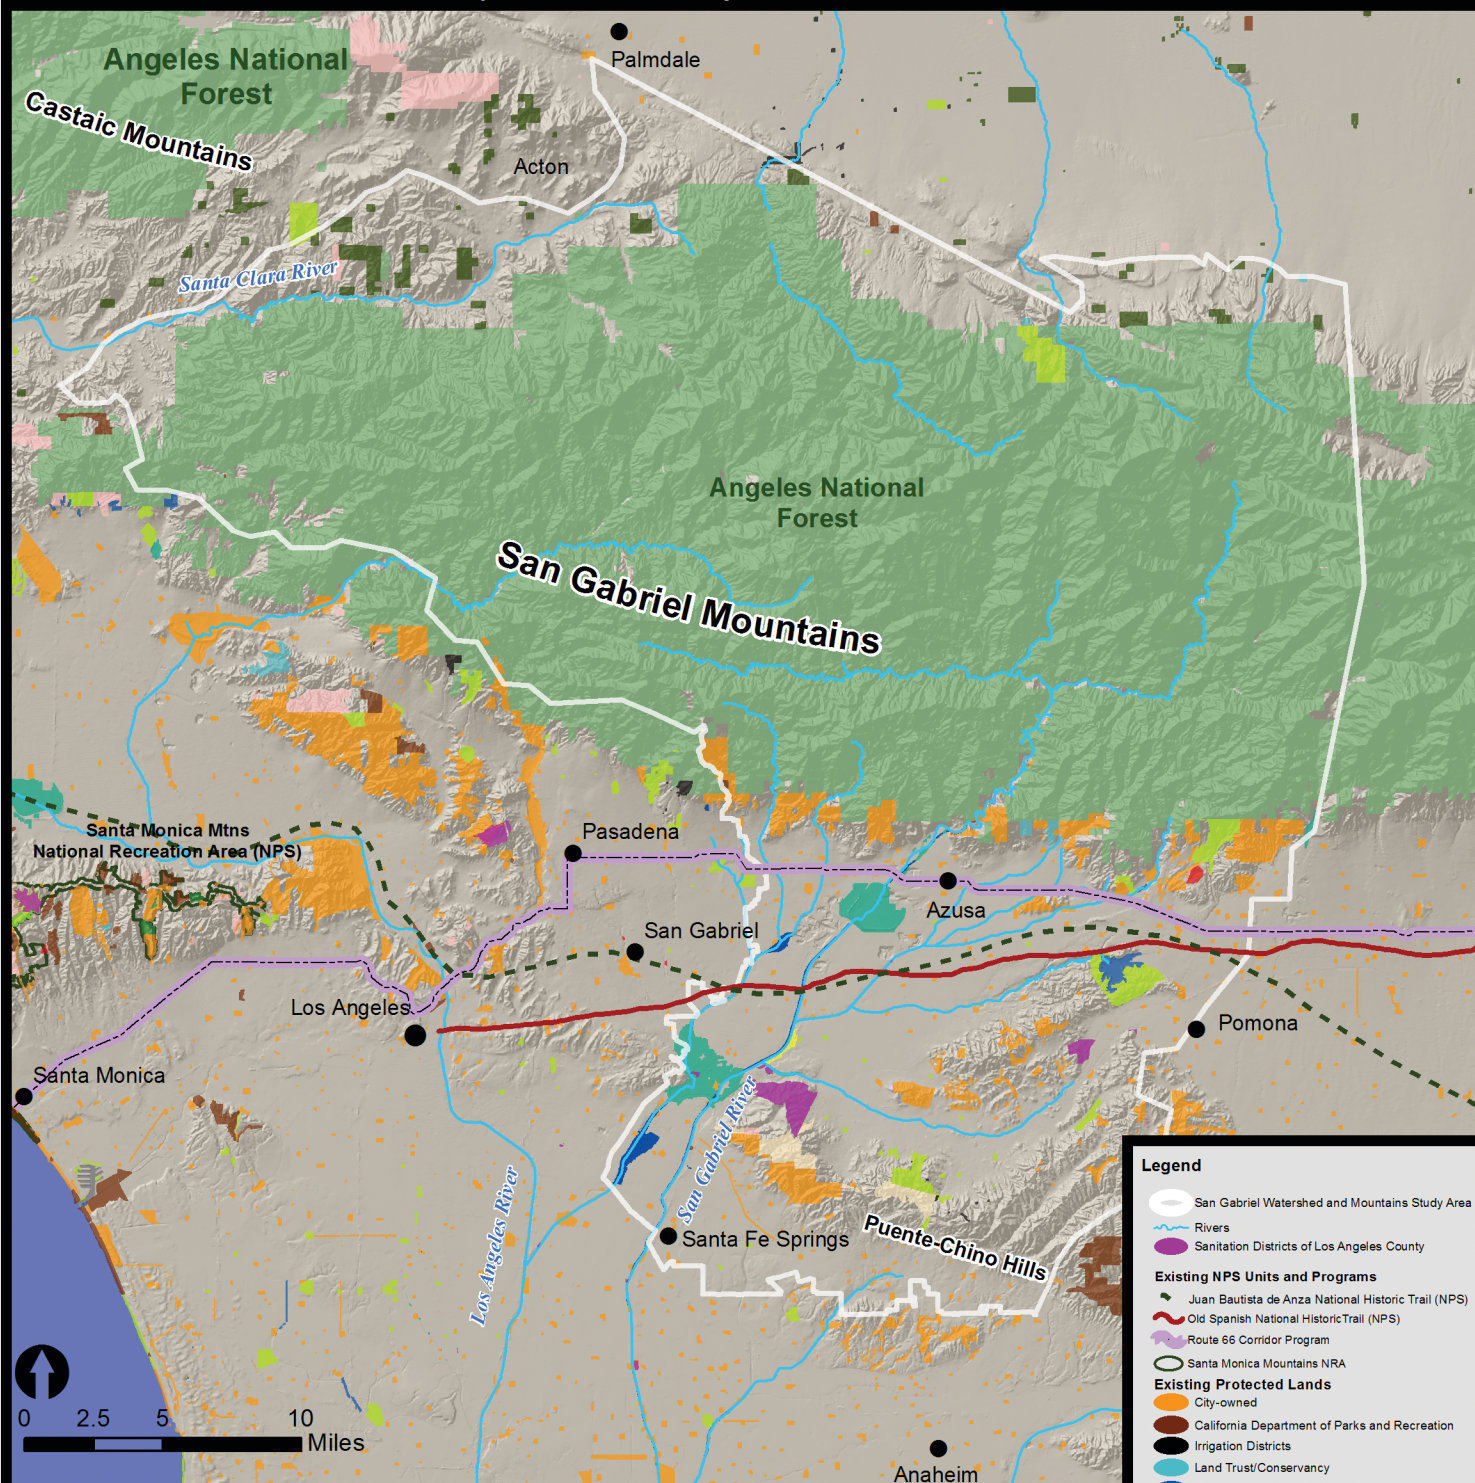 Palmdale
Angeles National
Forest
Castaic Mountains
Acton
Santa Clara River
Angeles National
Forest
San Gabriel Mountains
Santa Monica Mtns
National Recreation Area (NPS)
Pasadena
Azusa
San Gabriel
Los Angeles
Pomona
Santa Monica
San Gabriel River
Los Angeles River
Santa Fe Springs
Puente-Chino Hills
Anaheim
0 2.5 5 10
Miles
Legend
San Gabriel Watershed and Mountains Study Area
Rivers
Sanitation Districts of Los Angeles County
Existing NPS Units and Programs
Juan Bautista de Anza National Historic Trail (NPS)
Old Spanish National HistoricTrail (NPS)
Route 66 Corridor Program
Santa Monica Mountains NRA
Existing Protected Lands
City-owned
California Department of Parks and Recreation
Irrigation Districts
Land Trust/Conservancy